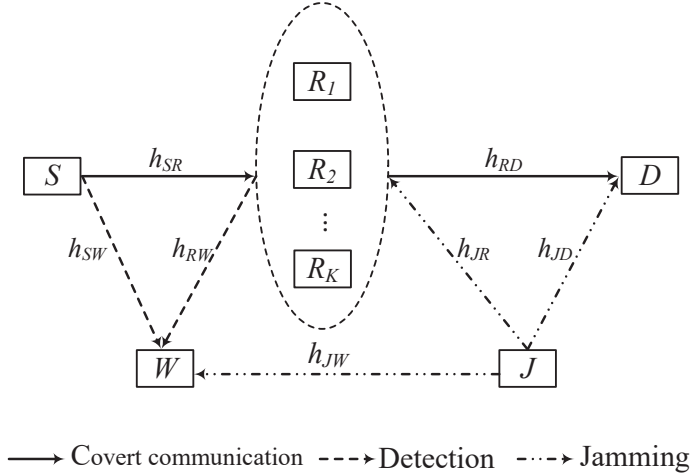 R1
S
hSR
R2
hRD
D
⋮
hSW
hRW
RK
hJR
hJD
W
hJW
J
Covert communication
Detection
Jamming